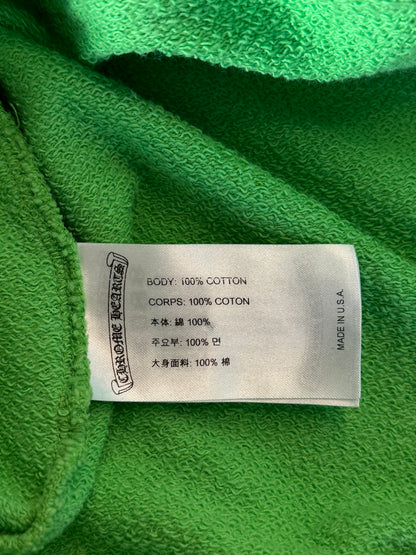 CHROME HEARTS
BODY: 100% COTTON
CORPS: 100% COTON
本体: 綿 100%
주요부: 100% 면
大身面料: 100% 棉
MADE IN U.S.A.